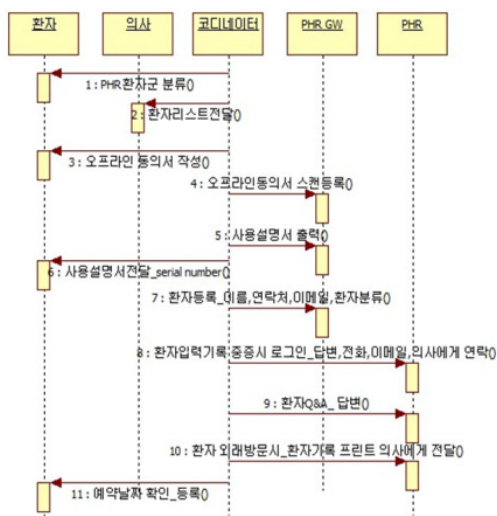 환자 의사 코디네이터 PHR GW PHR
1 : PHR환자군 분류()
2 : 환자리스트전달()
3 : 오프라인 동의서 작성()
4 : 오프라인동의서 스캔등록()
5 : 사용설명서 출력()
6 : 사용설명서전달_serial number()
7 : 환자등록_이름,연락처,이메일,환자분류()
8 : 환자입력기록 중증시 로그인_답변,전화,이메일,의사에게 연락()
9 : 환자Q&A_ 답변()
10 : 환자 외래방문시_환자기록 프린트 의사에게 전달()
11 : 예약날짜 확인_등록()